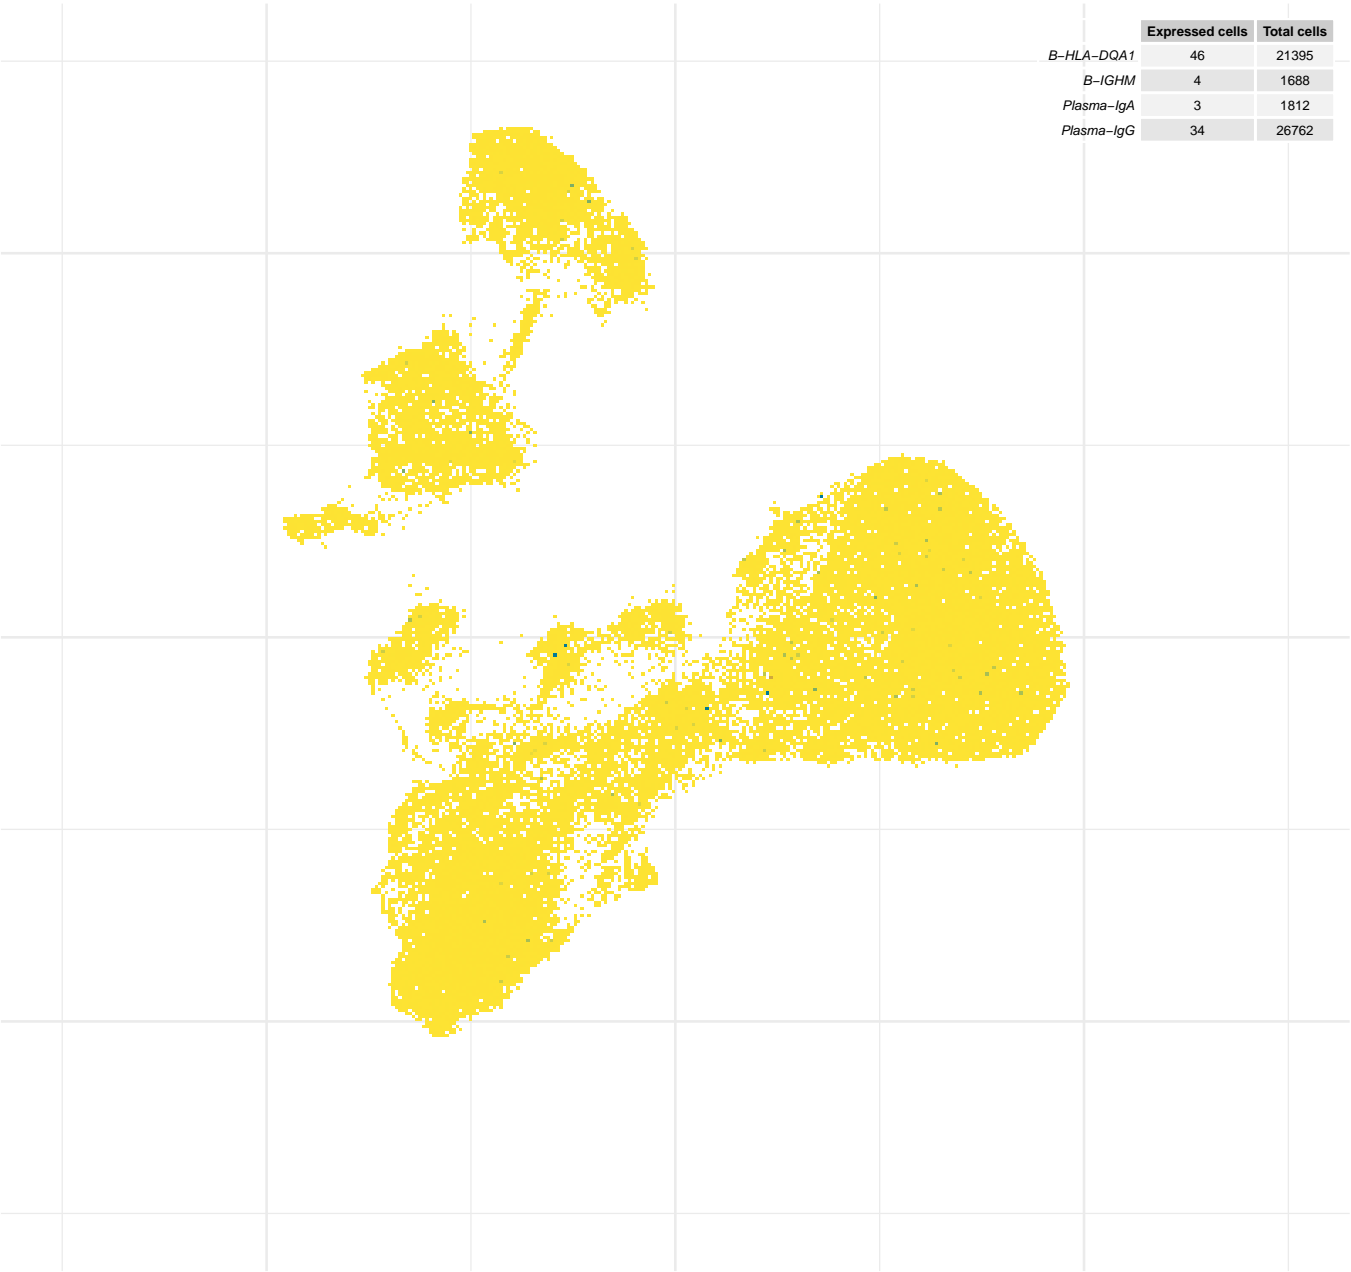 Expressed cells Total cells
B−HLA−DQA1 46 21395
B−IGHM 4 1688
Plasma−IgA 3 1812
Plasma−IgG 34 26762